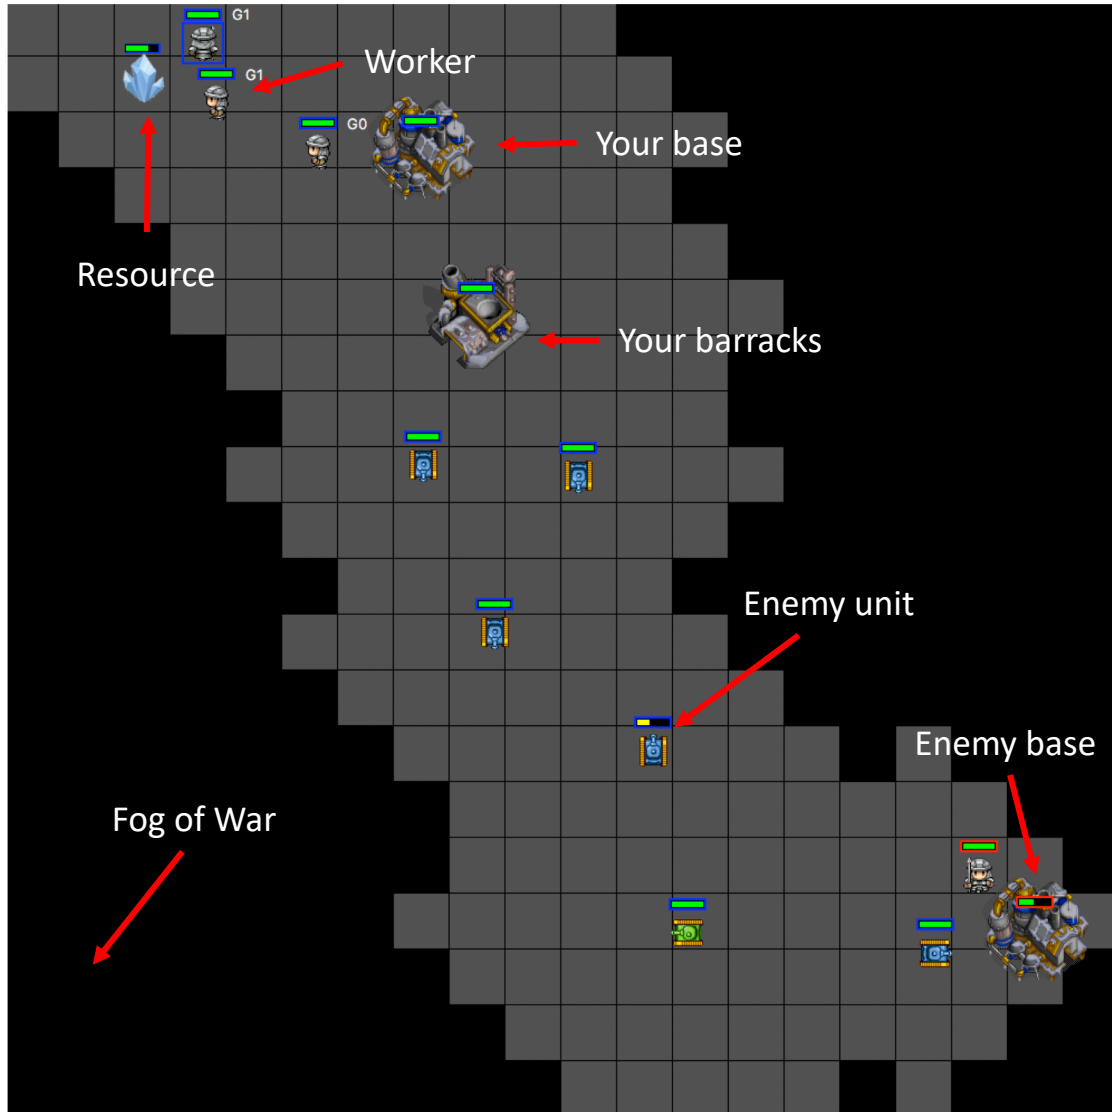 G1
Worker
G1
G0
Your base
Resource
Your barracks
Enemy unit
Enemy base
Fog of War